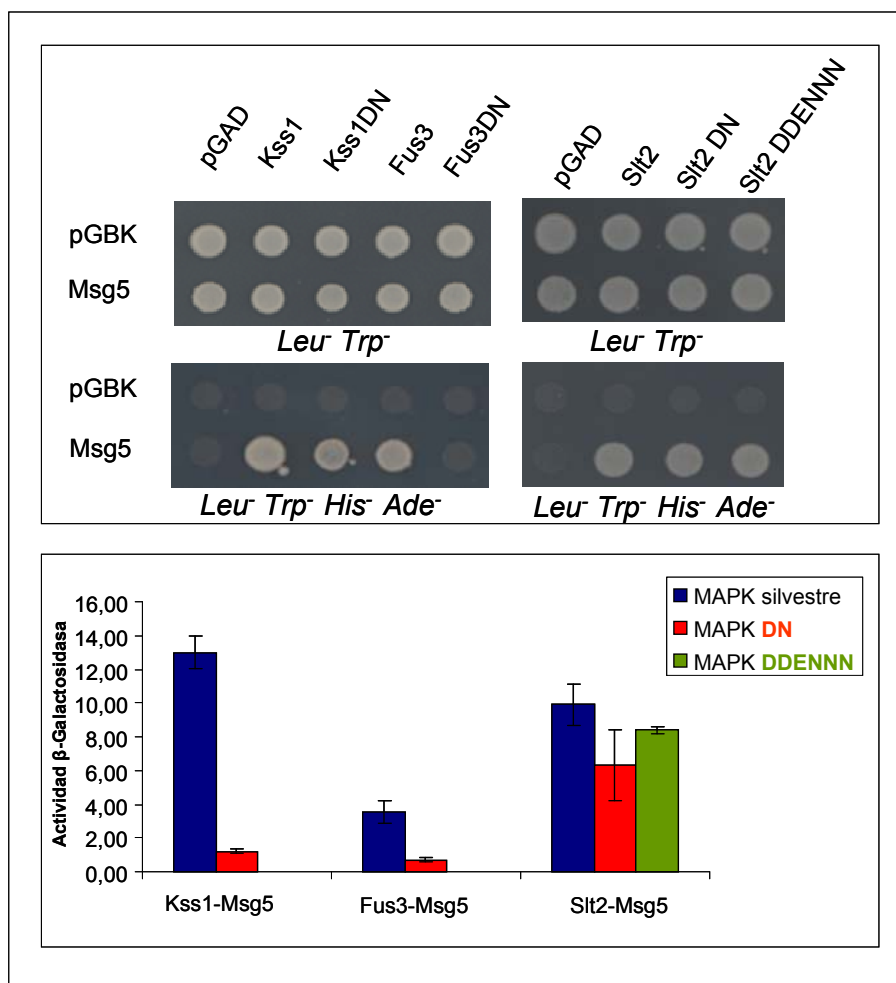 pGAD Kss1 Kss1DN Fus3 Fus3DN
pGAD Slt2 Slt2 DN Slt2 DDENNN
pGBK
Msg5
Leu- Trp-
Leu- Trp-
pGBK
Msg5
Leu- Trp- His- Ade-
Leu- Trp- His- Ade-
Actividad β-Galactosidasa
16,00
14,00
12,00
10,00
8,00
6,00
4,00
2,00
0,00
Kss1-Msg5
Fus3-Msg5
Slt2-Msg5
MAPK silvestre
MAPK DN
MAPK DDENNN